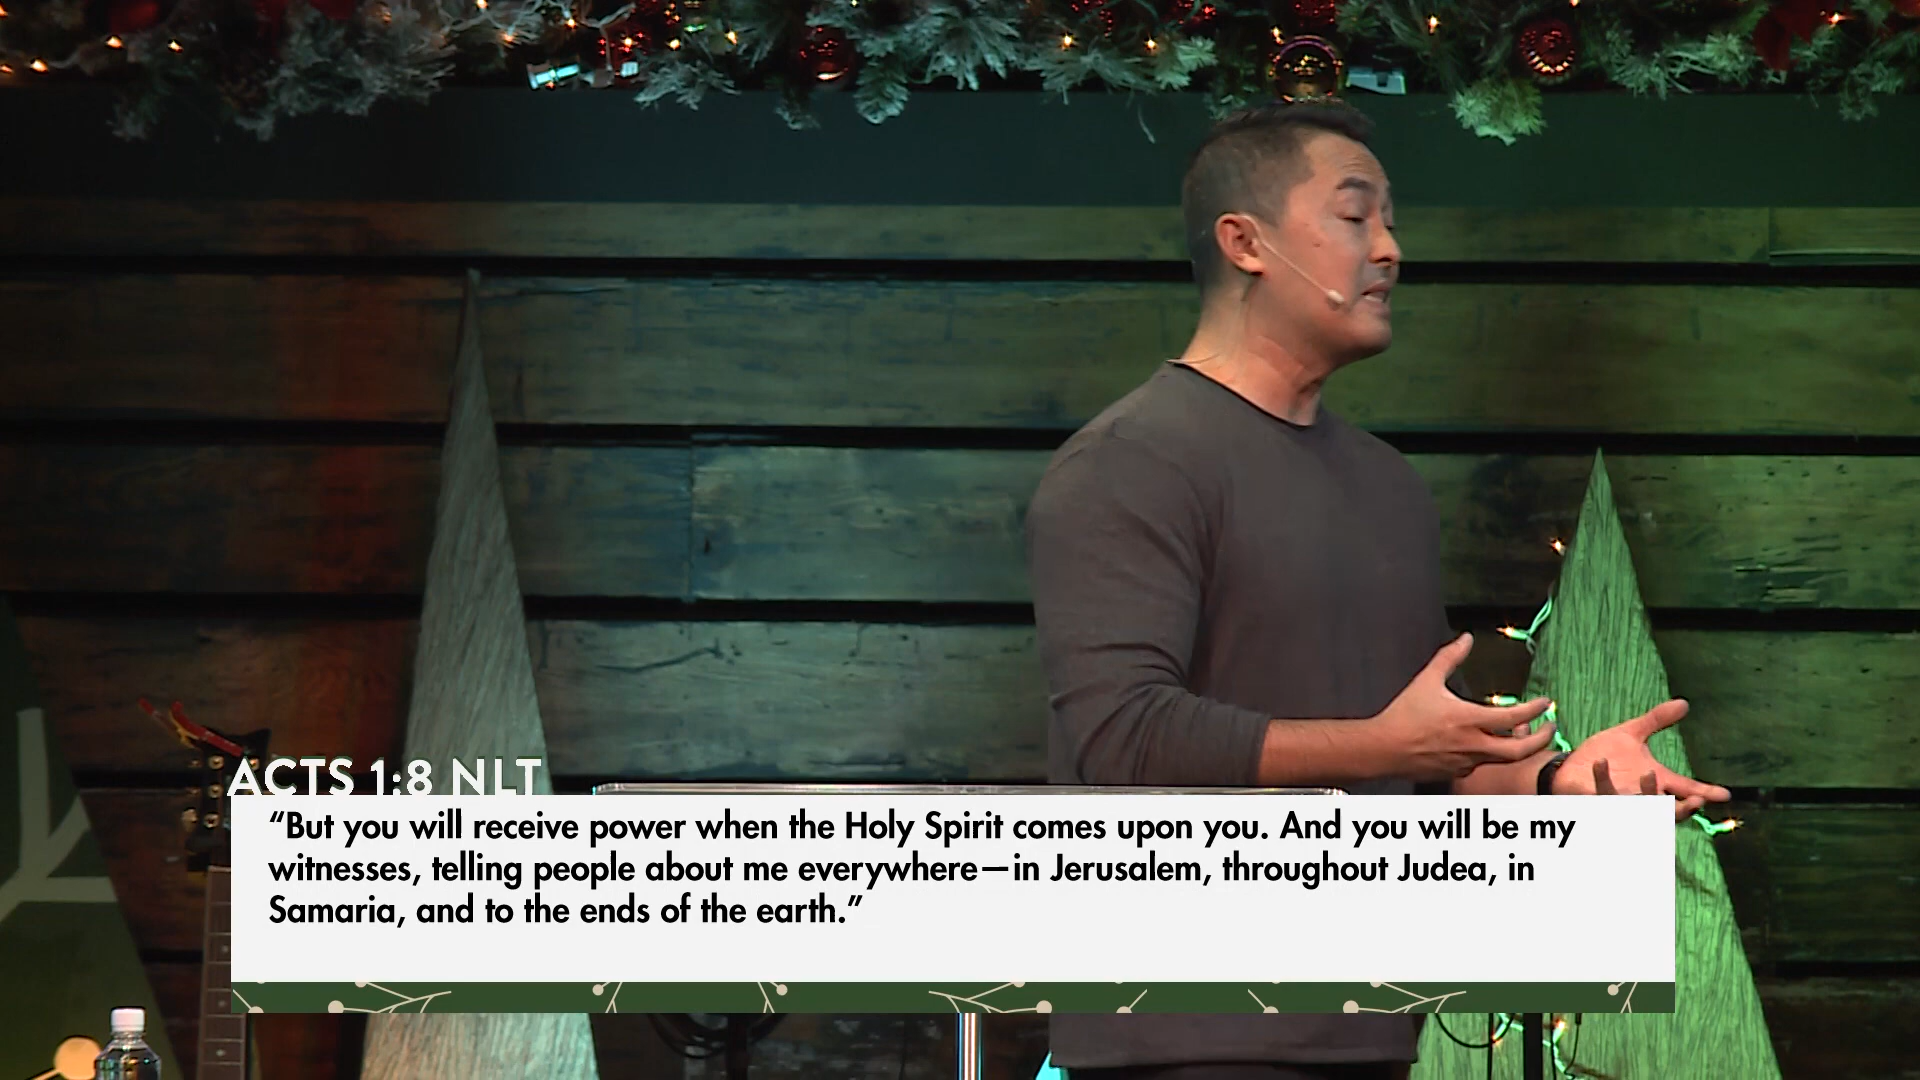 ACTS 1:8 NLT
“But you will receive power when the Holy Spirit comes upon you. And you will be my
witnesses, telling people about me everywhere—in Jerusalem, throughout Judea, in
Samaria, and to the ends of the earth.”